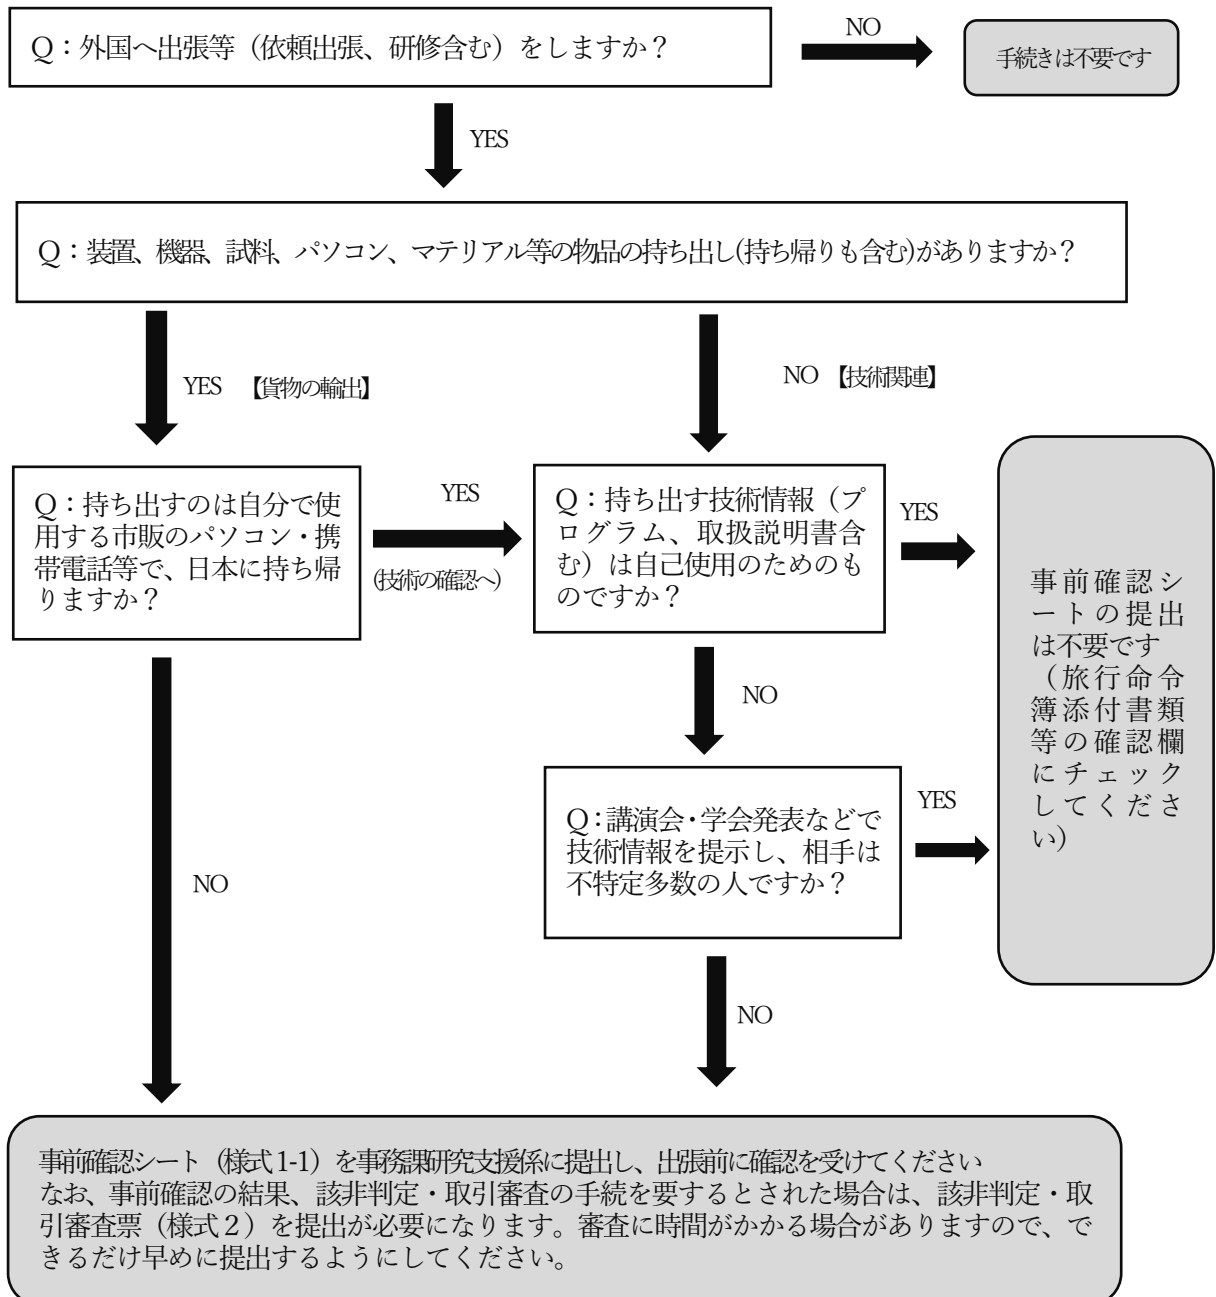 Q：外国へ出張等（依頼出張、研修含む）をしますか？
NO
手続きは不要です
YES
Q：装置、機器、試料、パソコン、マテリアル等の物品の持ち出し(持ち帰りも含む)がありますか？
YES 【貨物の輸出】
NO 【技術関連】
Q：持ち出すのは自分で使
用する市販のパソコン・携
帯電話等で、日本に持ち帰
りますか？
YES
(技術の確認へ)
Q：持ち出す技術情報（プ
ログラム、取扱説明書含
む）は自己使用のためのも
のですか？
YES
事前確認シ
ートの提出
は不要です
（旅行命令
簿添付書類
等の確認欄
にチェック
してくださ
い）
NO
Q：講演会・学会発表などで
技術情報を提示し、相手は
不特定多数の人ですか？
YES
NO
NO
事前確認シート（様式1-1）を事務課研究支援係に提出し、出張前に確認を受けてください
なお、事前確認の結果、該非判定・取引審査の手続を要するとされた場合は、該非判定・取
引審査票（様式２）を提出が必要になります。審査に時間がかかる場合がありますので、で
きるだけ早めに提出するようにしてください。